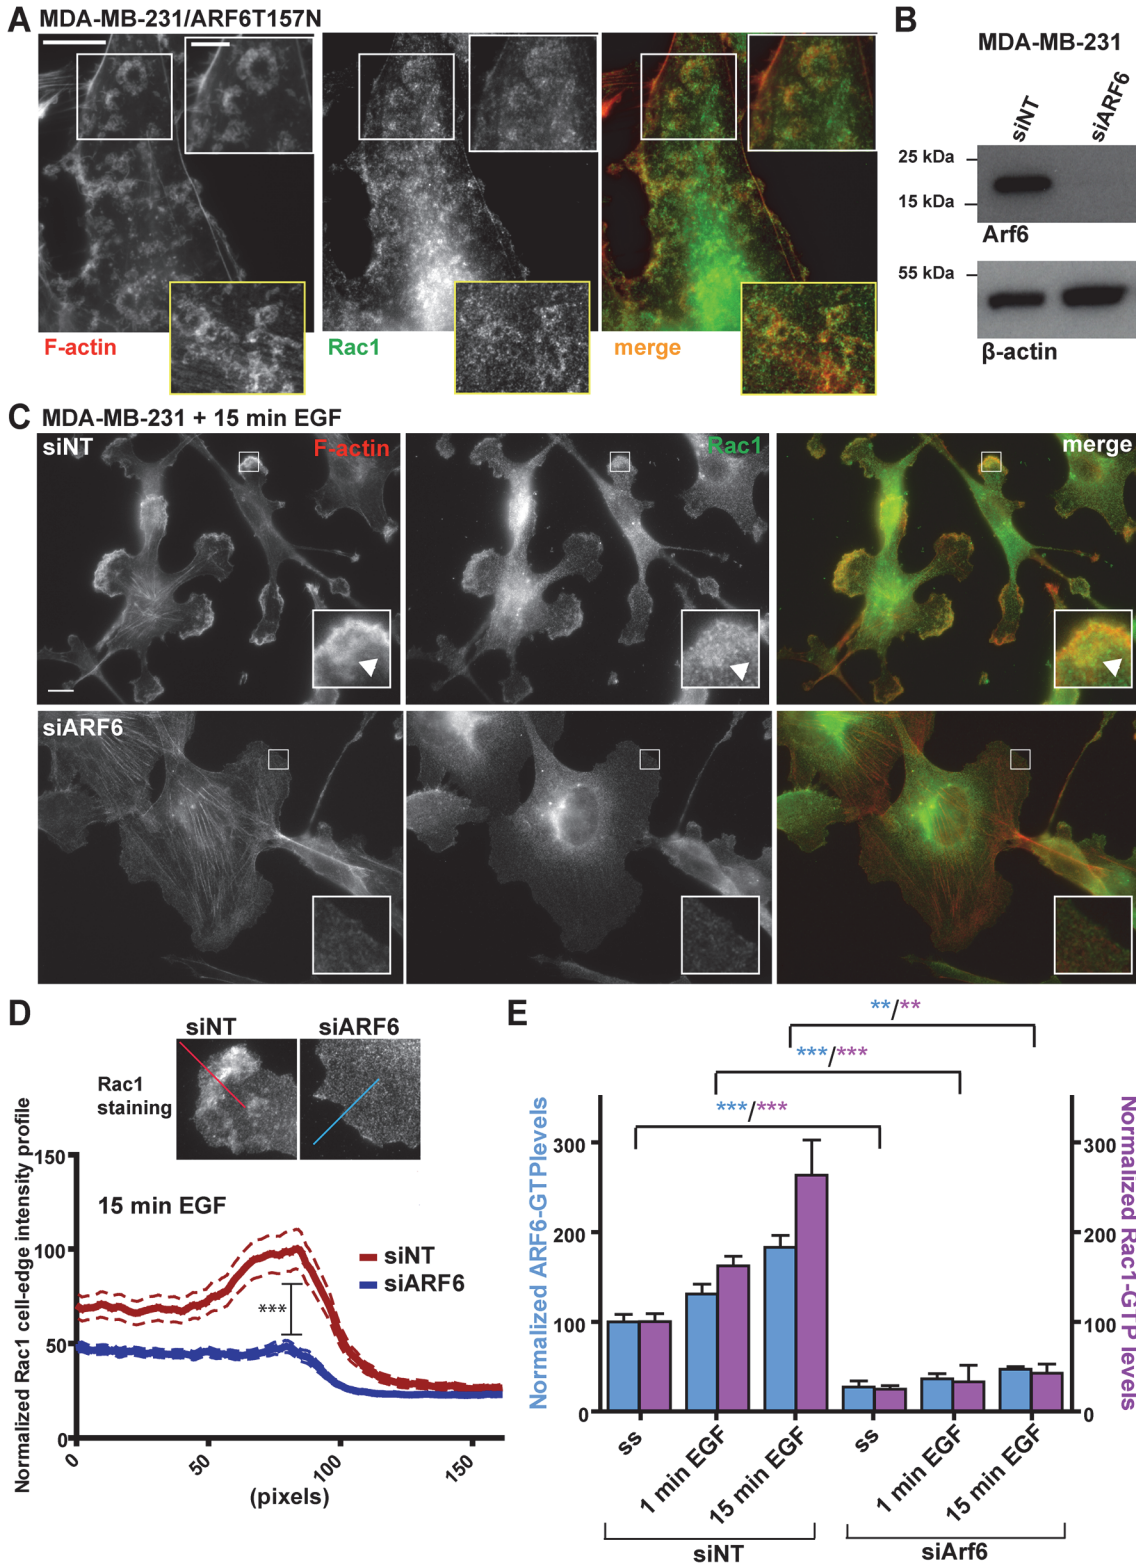 A MDA-MB-231/ARF6T157N
F-actin
Rac1
merge
B MDA-MB-231
siNT
siARF6
25 kDa
15 kDa
Arf6
55 kDa
β-actin
C MDA-MB-231 + 15 min EGF
siNT
F-actin
Rac1
merge
siARF6
D
siNT
siARF6
Rac1
staining
Normalized Rac1 cell-edge intensity profile
150
100
50
0
15 min EGF
siNT
siARF6
***
0
50
100
150
(pixels)
E
**/**
***/***
***/***
Normalized ARF6-GTPlevels
300
200
100
0
Normalized Rac1-GTP levels
300
200
100
0
ss
1 min EGF
15 min EGF
ss
1 min EGF
15 min EGF
siNT
siArf6